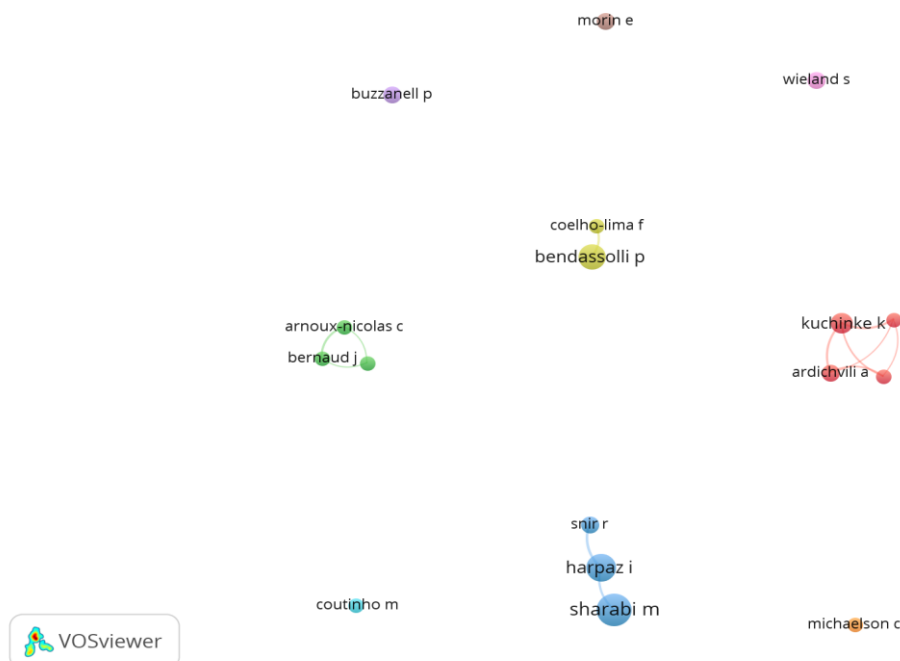 morin e
wieland s
buzzanell p
coelho-lima f
bendassolli p
arnoux-nicolas c
kuchinke k
bernaud j
ardichvili a
snir r
harpaz i
coutinho m
sharabi m
michaelson c
VOSviewer